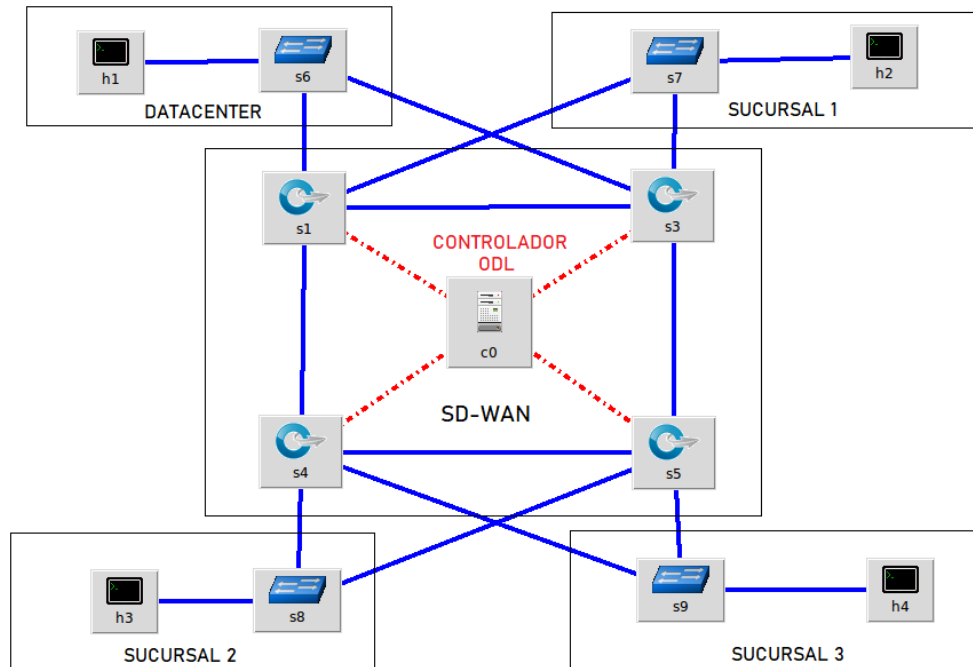 h1
s6
DATACENTER
s7
h2
SUCURSAL 1
s1
s3
CONTROLADOR
ODL
c0
SD-WAN
s4
s5
h3
s8
SUCURSAL 2
s9
h4
SUCURSAL 3